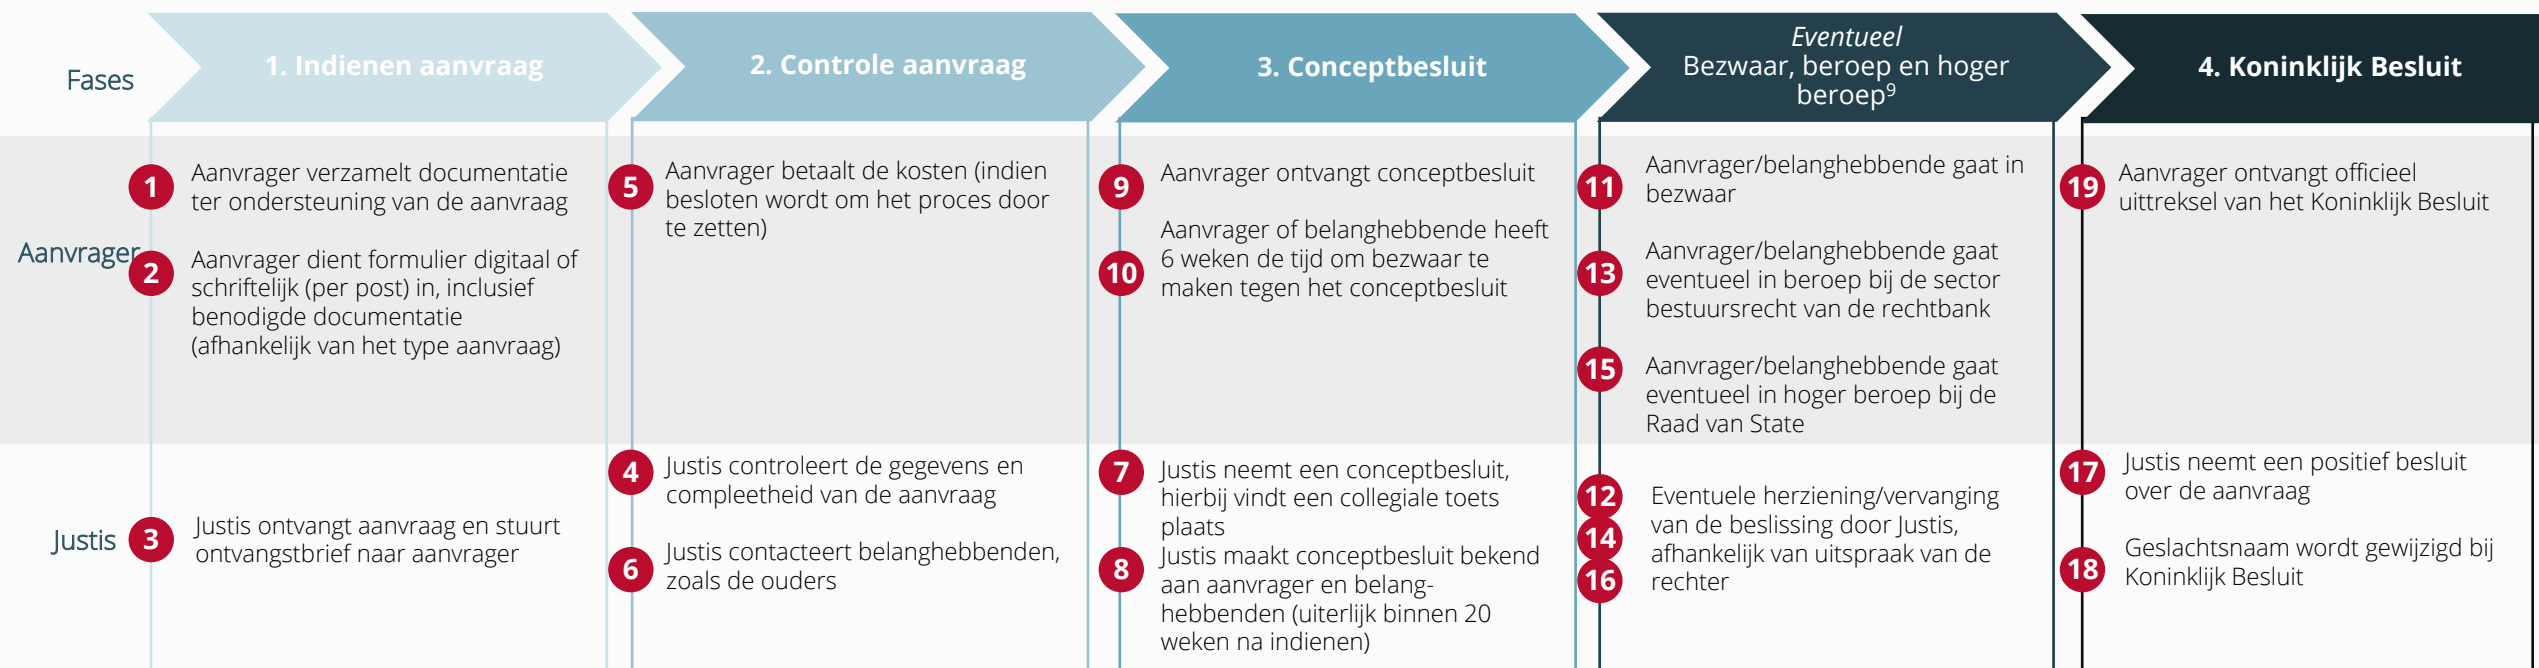 Fases
1. Indienen aanvraag
2. Controle aanvraag
3. Conceptbesluit
Eventueel
Bezwaar, beroep en hoger
beroep⁹
4. Koninklijk Besluit
Aanvrager
1
Aanvrager verzamelt documentatie
ter ondersteuning van de aanvraag
2
Aanvrager dient formulier digitaal of
schriftelijk (per post) in, inclusief
benodigde documentatie
(afhankelijk van het type aanvraag)
5
Aanvrager betaalt de kosten (indien
besloten wordt om het proces door
te zetten)
9
Aanvrager ontvangt conceptbesluit
10
Aanvrager of belanghebbende heeft
6 weken de tijd om bezwaar te
maken tegen het conceptbesluit
11
Aanvrager/belanghebbende gaat in
bezwaar
13
Aanvrager/belanghebbende gaat
eventueel in beroep bij de sector
bestuursrecht van de rechtbank
15
Aanvrager/belanghebbende gaat
eventueel in hoger beroep bij de
Raad van State
19
Aanvrager ontvangt officieel
uittreksel van het Koninklijk Besluit
Justis
3
Justis ontvangt aanvraag en stuurt
ontvangstbrief naar aanvrager
4
Justis controleert de gegevens en
compleetheid van de aanvraag
6
Justis contacteert belanghebbenden,
zoals de ouders
7
Justis neemt een conceptbesluit,
hierbij vindt een collegiale toets
plaats
8
Justis maakt conceptbesluit bekend
aan aanvrager en belang-
hebbenden (uiterlijk binnen 20
weken na indienen)
12
14
16
Eventuele herziening/vervanging
van de beslissing door Justis,
afhankelijk van uitspraak van de
rechter
17
Justis neemt een positief besluit
over de aanvraag
18
Geslachtsnaam wordt gewijzigd bij
Koninklijk Besluit